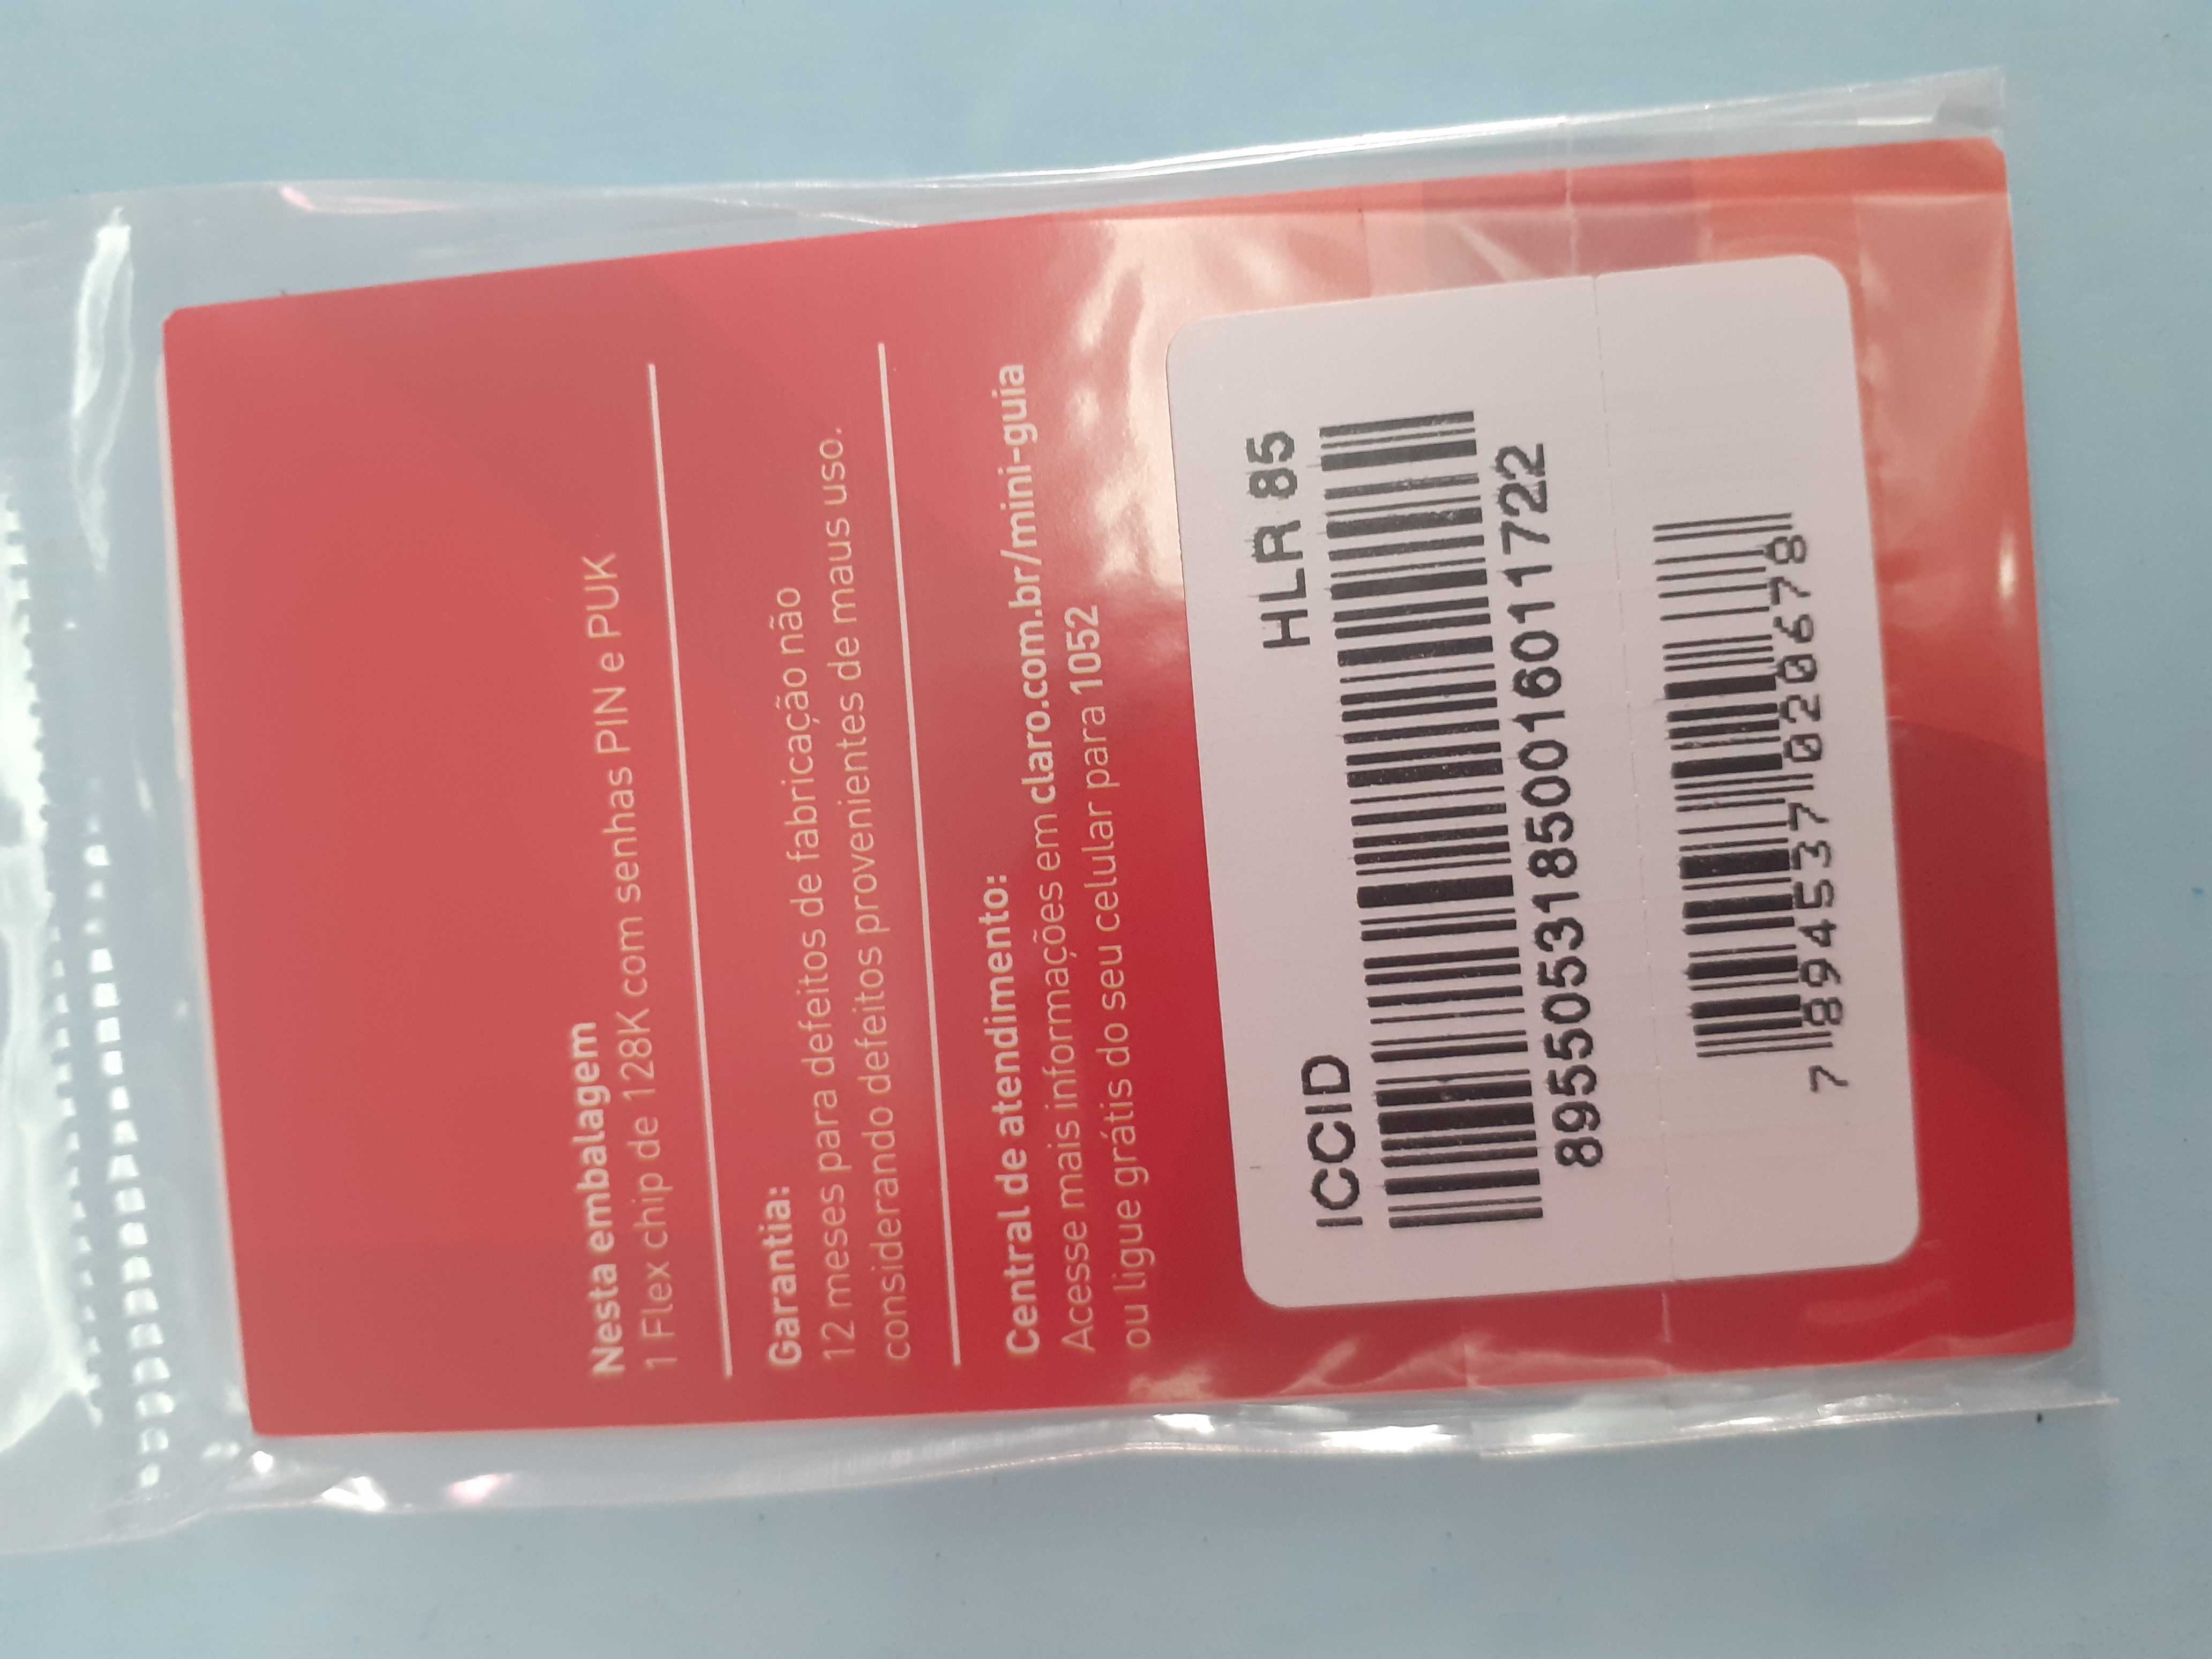 Nesta embalagem
1 Flex chip de 128K com senhas PIN e PUK
Garantia:
12 meses para defeitos de fabricação não
considerando defeitos provenientes de maus uso.
Central de atendimento:
Acesse mais informações em claro.com.br/mini-guia
ou ligue grátis do seu celular para 1052
ICCID HLR 85
89550531850016011722
7 894537 020678